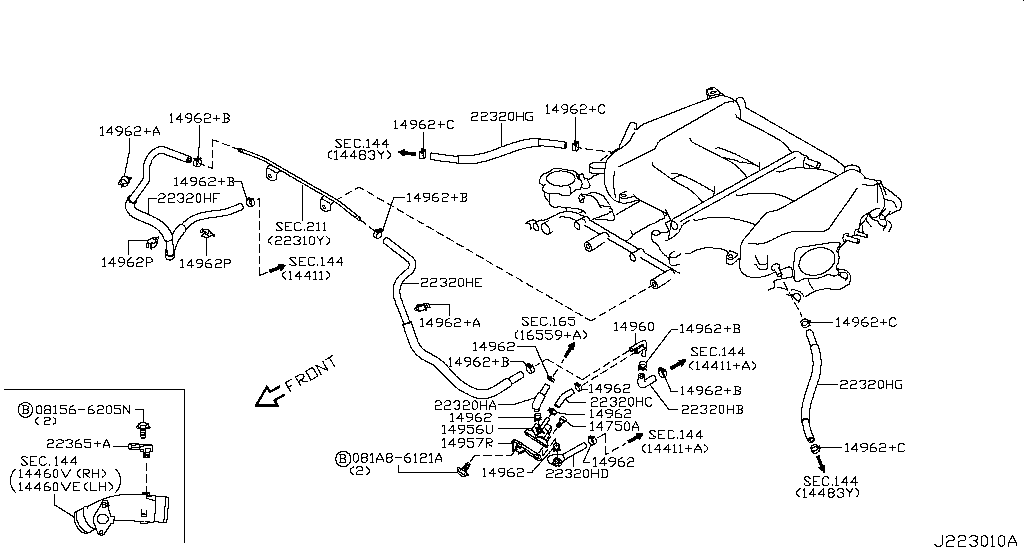 14962+B
14962+A
14962+C
22320HG
14962+C
SEC.144
(14483Y)
14962+B
22320HF
14962+B
SEC.211
(22310Y)
14962P
14962P
SEC.144
(14411)
22320HE
14962+A
SEC.165
(16559+A)
14960
14962+B
14962+C
14962
SEC.144
(14411+A)
14962+B
FRONT
14962
14962+B
22320HG
22320HA
22320HC
22320HB
B 08156-6205N
(2)
14962
14962
14956U
14750A
22365+A
14957R
SEC.144
(14411+A)
14962+C
SEC.144
(14460V (RH)
14460VE(LH))
B 081A8-6121A
(2)
14962
22320HD
14962
SEC.144
(14483Y)
J223010A